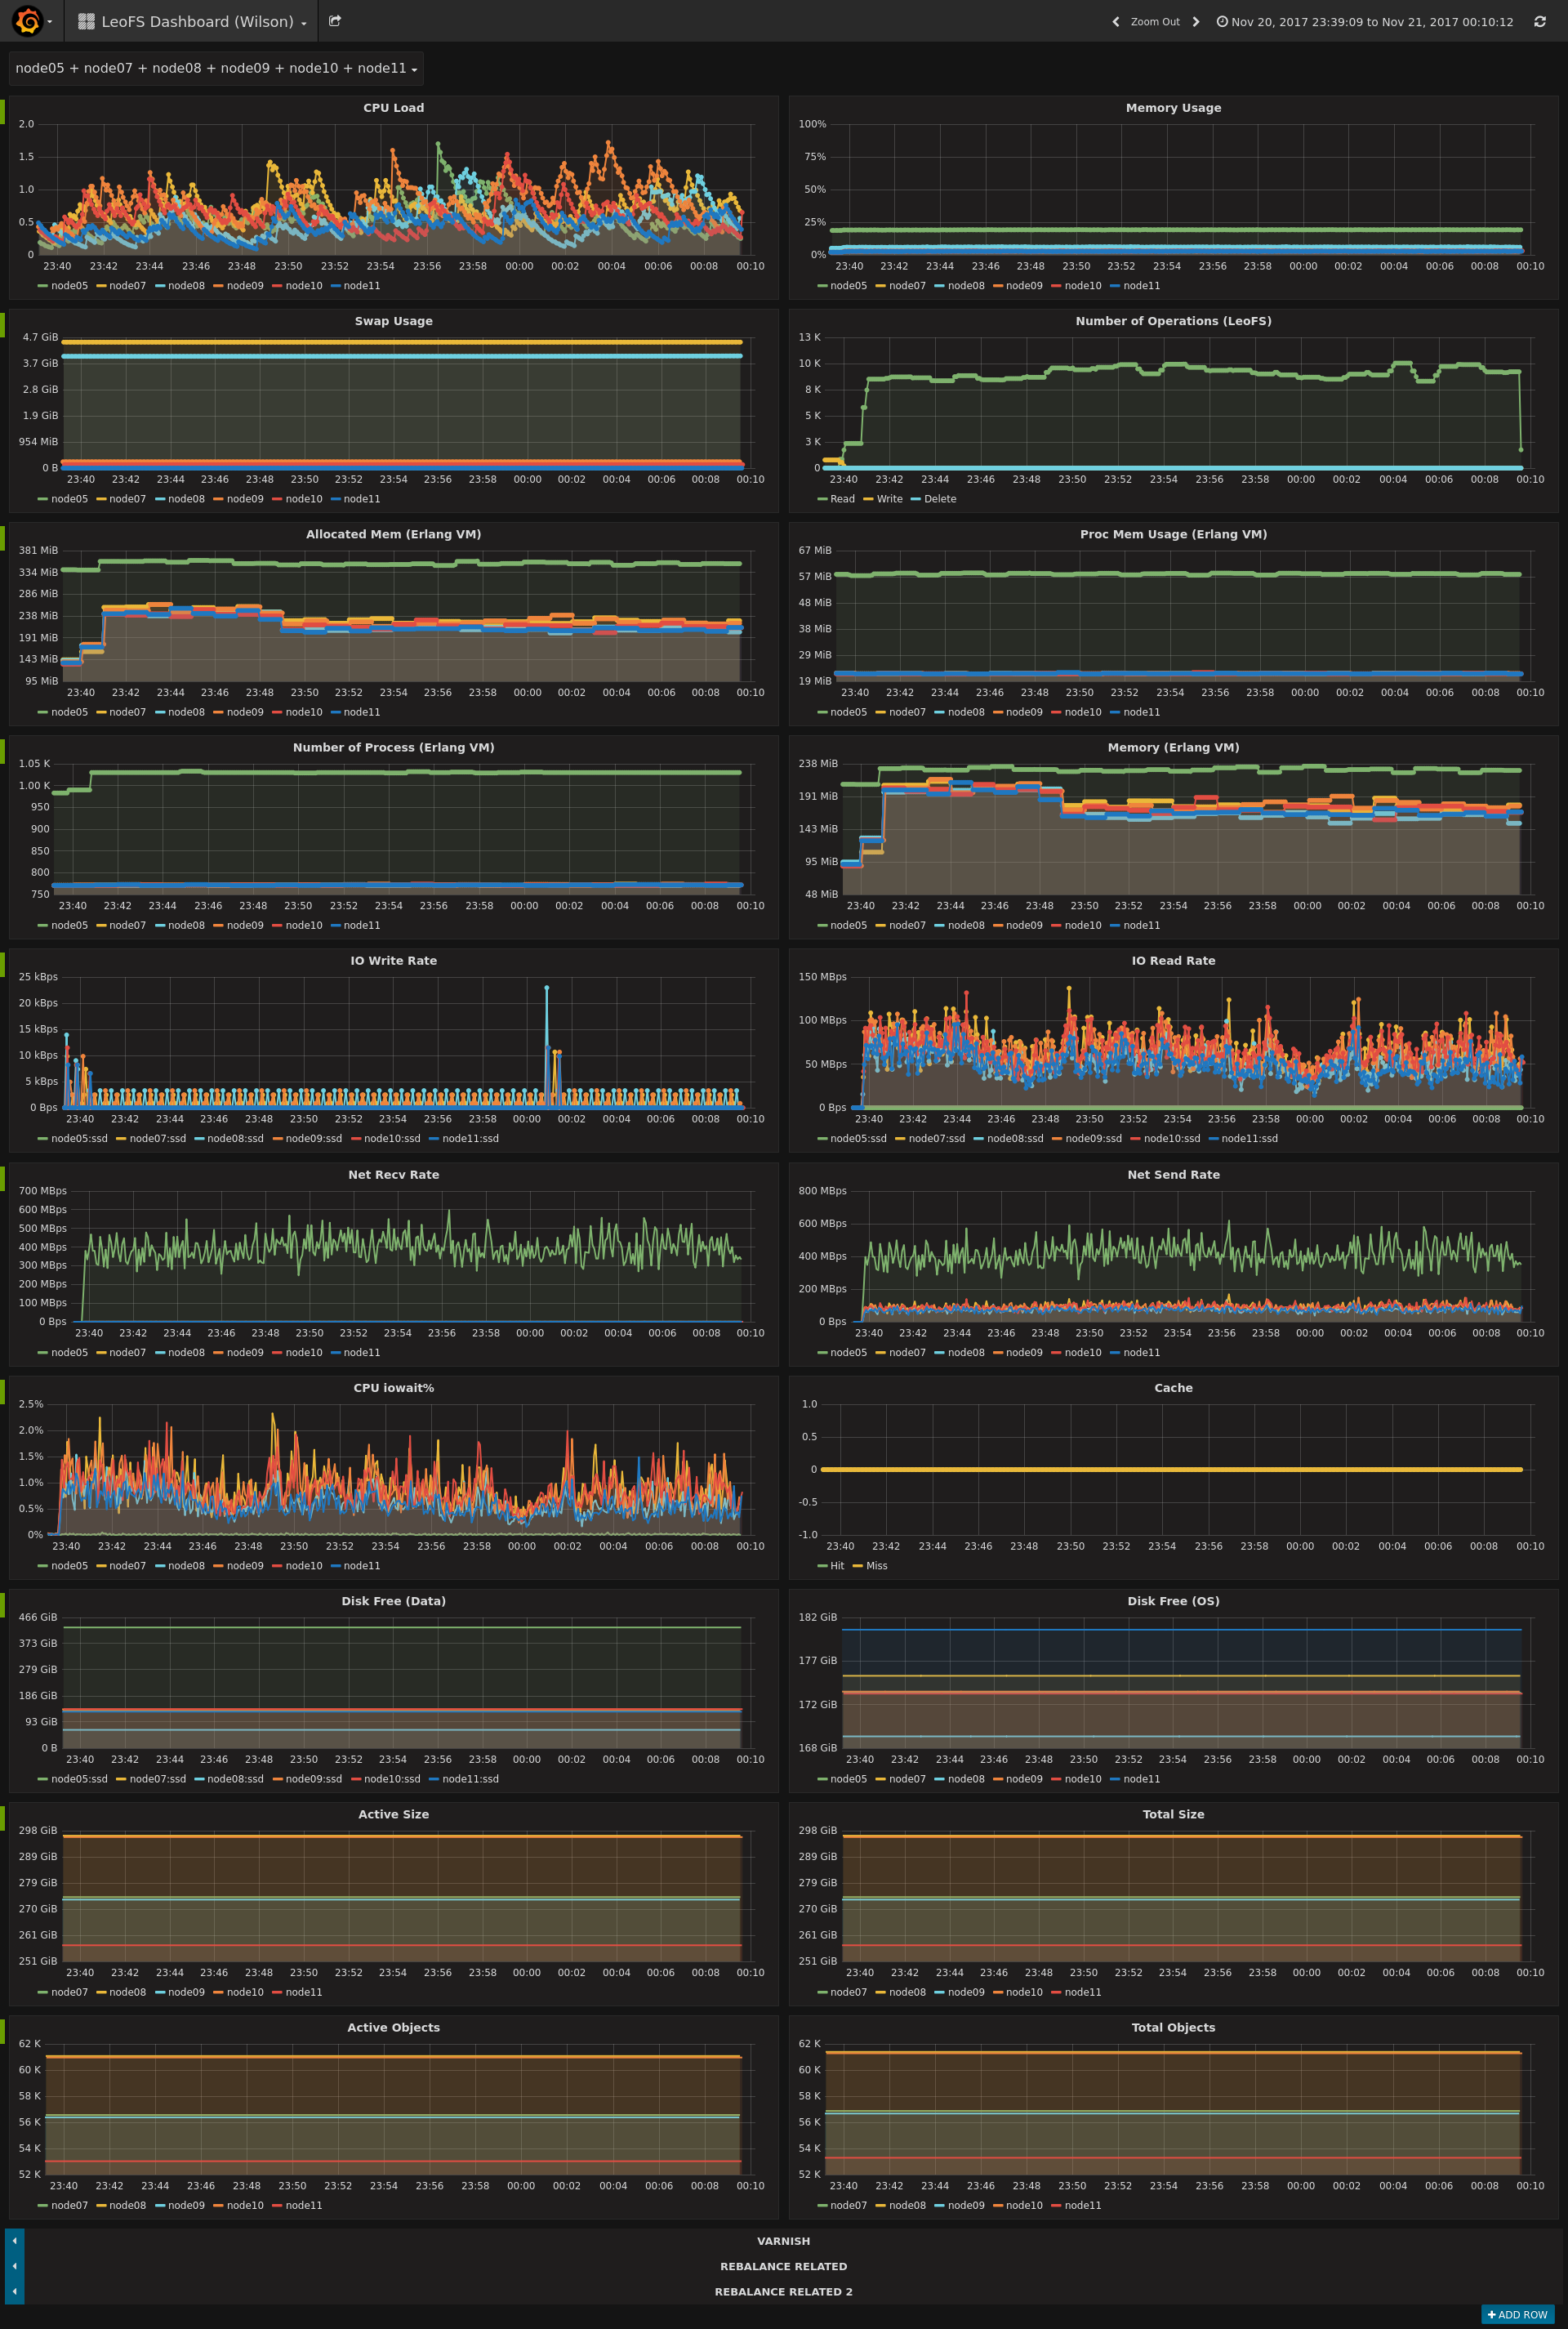 LeoFS Dashboard (Wilson)
Zoom Out
Nov 20, 2017 23:39:09 to Nov 21, 2017 00:10:12
node05 + node07 + node08 + node09 + node10 + node11
CPU Load
2.0
1.5
1.0
0.5
0
23:40 23:42 23:44 23:46 23:48 23:50 23:52 23:54 23:56 23:58 00:00 00:02 00:04 00:06 00:08 00:10
node05 node07 node08 node09 node10 node11
Memory Usage
100%
75%
50%
25%
0%
23:40 23:42 23:44 23:46 23:48 23:50 23:52 23:54 23:56 23:58 00:00 00:02 00:04 00:06 00:08 00:10
node05 node07 node08 node09 node10 node11
Swap Usage
4.7 GiB
3.7 GiB
2.8 GiB
1.9 GiB
954 MiB
0 B
23:40 23:42 23:44 23:46 23:48 23:50 23:52 23:54 23:56 23:58 00:00 00:02 00:04 00:06 00:08 00:10
node05 node07 node08 node09 node10 node11
Number of Operations (LeoFS)
13 K
10 K
8 K
5 K
3 K
0
23:40 23:42 23:44 23:46 23:48 23:50 23:52 23:54 23:56 23:58 00:00 00:02 00:04 00:06 00:08 00:10
Read Write Delete
Allocated Mem (Erlang VM)
381 MiB
334 MiB
286 MiB
238 MiB
191 MiB
143 MiB
95 MiB
23:40 23:42 23:44 23:46 23:48 23:50 23:52 23:54 23:56 23:58 00:00 00:02 00:04 00:06 00:08 00:10
node05 node07 node08 node09 node10 node11
Proc Mem Usage (Erlang VM)
67 MiB
57 MiB
48 MiB
38 MiB
29 MiB
19 MiB
23:40 23:42 23:44 23:46 23:48 23:50 23:52 23:54 23:56 23:58 00:00 00:02 00:04 00:06 00:08 00:10
node05 node07 node08 node09 node10 node11
Number of Process (Erlang VM)
1.05 K
1.00 K
950
900
850
800
750
23:40 23:42 23:44 23:46 23:48 23:50 23:52 23:54 23:56 23:58 00:00 00:02 00:04 00:06 00:08 00:10
node05 node07 node08 node09 node10 node11
Memory (Erlang VM)
238 MiB
191 MiB
143 MiB
95 MiB
48 MiB
23:40 23:42 23:44 23:46 23:48 23:50 23:52 23:54 23:56 23:58 00:00 00:02 00:04 00:06 00:08 00:10
node05 node07 node08 node09 node10 node11
IO Write Rate
25 kBps
20 kBps
15 kBps
10 kBps
5 kBps
0 Bps
23:40 23:42 23:44 23:46 23:48 23:50 23:52 23:54 23:56 23:58 00:00 00:02 00:04 00:06 00:08 00:10
node05:ssd node07:ssd node08:ssd node09:ssd node10:ssd node11:ssd
IO Read Rate
150 MBps
100 MBps
50 MBps
0 Bps
23:40 23:42 23:44 23:46 23:48 23:50 23:52 23:54 23:56 23:58 00:00 00:02 00:04 00:06 00:08 00:10
node05:ssd node07:ssd node08:ssd node09:ssd node10:ssd node11:ssd
Net Recv Rate
700 MBps
600 MBps
500 MBps
400 MBps
300 MBps
200 MBps
100 MBps
0 Bps
23:40 23:42 23:44 23:46 23:48 23:50 23:52 23:54 23:56 23:58 00:00 00:02 00:04 00:06 00:08 00:10
node05 node07 node08 node09 node10 node11
Net Send Rate
800 MBps
600 MBps
400 MBps
200 MBps
0 Bps
23:40 23:42 23:44 23:46 23:48 23:50 23:52 23:54 23:56 23:58 00:00 00:02 00:04 00:06 00:08 00:10
node05 node07 node08 node09 node10 node11
CPU iowait%
2.5%
2.0%
1.5%
1.0%
0.5%
0%
23:40 23:42 23:44 23:46 23:48 23:50 23:52 23:54 23:56 23:58 00:00 00:02 00:04 00:06 00:08 00:10
node05 node07 node08 node09 node10 node11
Cache
1.0
0.5
0
-0.5
-1.0
23:40 23:42 23:44 23:46 23:48 23:50 23:52 23:54 23:56 23:58 00:00 00:02 00:04 00:06 00:08 00:10
Hit Miss
Disk Free (Data)
466 GiB
373 GiB
279 GiB
186 GiB
93 GiB
0 B
23:40 23:42 23:44 23:46 23:48 23:50 23:52 23:54 23:56 23:58 00:00 00:02 00:04 00:06 00:08 00:10
node05:ssd node07:ssd node08:ssd node09:ssd node10:ssd node11:ssd
Disk Free (OS)
182 GiB
177 GiB
172 GiB
168 GiB
23:40 23:42 23:44 23:46 23:48 23:50 23:52 23:54 23:56 23:58 00:00 00:02 00:04 00:06 00:08 00:10
node05 node07 node08 node09 node10 node11
Active Size
298 GiB
289 GiB
279 GiB
270 GiB
261 GiB
251 GiB
23:40 23:42 23:44 23:46 23:48 23:50 23:52 23:54 23:56 23:58 00:00 00:02 00:04 00:06 00:08 00:10
node07 node08 node09 node10 node11
Total Size
298 GiB
289 GiB
279 GiB
270 GiB
261 GiB
251 GiB
23:40 23:42 23:44 23:46 23:48 23:50 23:52 23:54 23:56 23:58 00:00 00:02 00:04 00:06 00:08 00:10
node07 node08 node09 node10 node11
Active Objects
62 K
60 K
58 K
56 K
54 K
52 K
23:40 23:42 23:44 23:46 23:48 23:50 23:52 23:54 23:56 23:58 00:00 00:02 00:04 00:06 00:08 00:10
node07 node08 node09 node10 node11
Total Objects
62 K
60 K
58 K
56 K
54 K
52 K
23:40 23:42 23:44 23:46 23:48 23:50 23:52 23:54 23:56 23:58 00:00 00:02 00:04 00:06 00:08 00:10
node07 node08 node09 node10 node11
VARNISH
REBALANCE RELATED
REBALANCE RELATED 2
+ ADD ROW